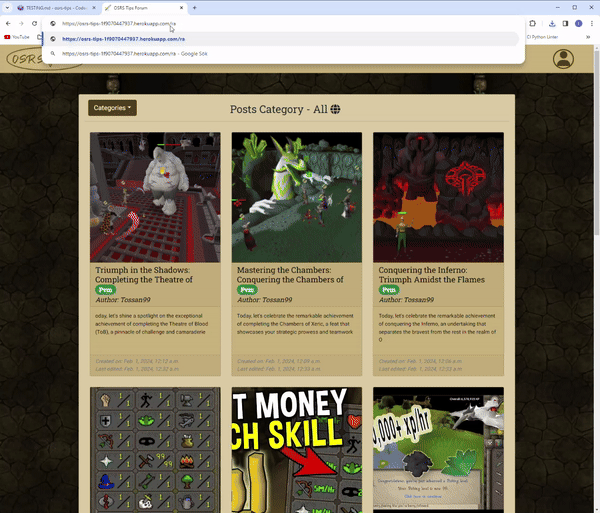 TESTING.md - osrs-tips - Code
OSRS Tips Forum
https://osrs-tips-1f9070447937.herokuapp.com/ra
https://osrs-tips-1f9070447937.herokuapp.com/ra
https://osrs-tips-1f9070447937.herokuapp.com/ra - Google Sök
YouTube
CI Python Linter
OSRS
Categories
Posts Category - All
Triumph in the Shadows:
Completing the Theatre of
Pvm
Author: Tossan99
oday, let's shine a spotlight on the exceptional
achievement of completing the Theatre of Blood
(ToB), a pinnacle of challenge and camaraderie
Created on: Feb. 1, 2024, 12:12 a.m.
Last edited: Feb. 1, 2024, 12:32 a.m.
Mastering the Chambers:
Conquering the Chambers of
Pvm
Author: Tossan99
Today, let's celebrate the remarkable achievement
of completing the Chambers of Xeric, a feat that
showcases your strategic prowess and teamwork
Created on: Feb. 1, 2024, 12:09 a.m.
Last edited: Feb. 1, 2024, 12:33 a.m.
Conquering the Inferno:
Triumph Amidst the Flames
Pvm
Author: Tossan99
Today, let's celebrate the remarkable achievement
of conquering the Inferno, an undertaking that
separates the bravest from the rest in the realm of
O
Created on: Feb. 1, 2024, 12:06 a.m.
Last edited: Feb. 1, 2024, 12:33 a.m.
T MONEY
CH SKILL
0,000+ xp/hr